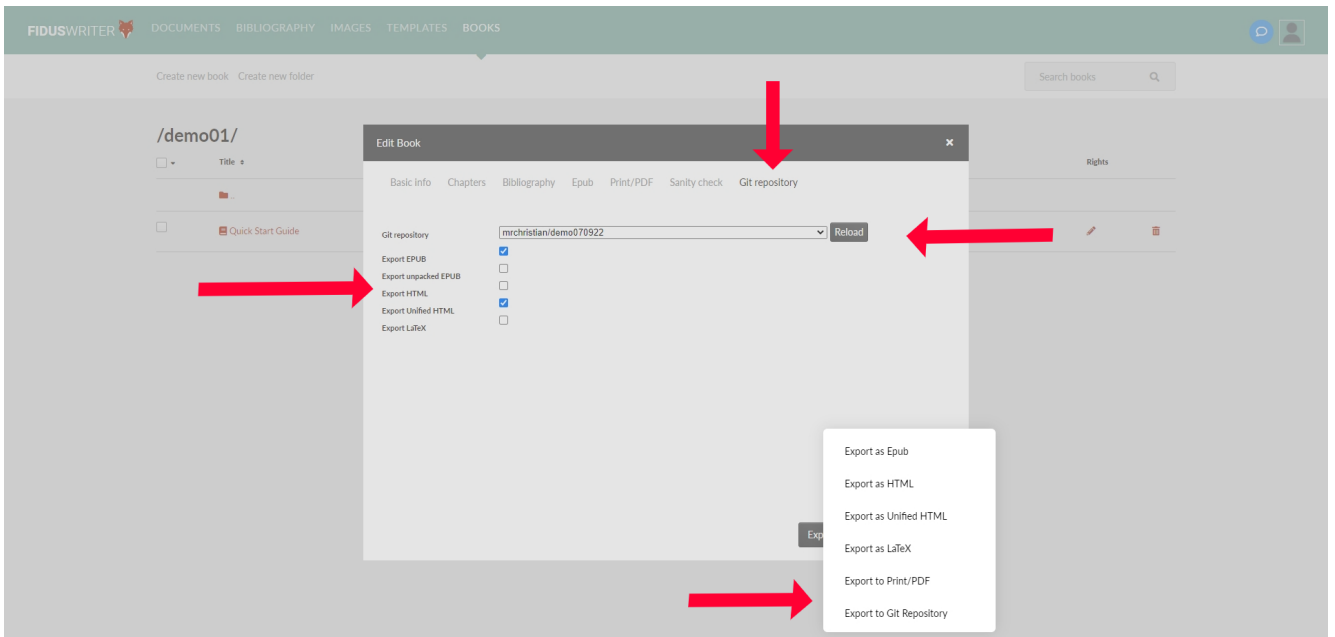 FIDUSWRITER DOCUMENTS BIBLIOGRAPHY IMAGES TEMPLATES BOOKS
Create new book Create new folder
Search books
/demo01/
Title
Rights
..
Quick Start Guide
Edit Book
Basic info Chapters Bibliography Epub Print/PDF Sanity check Git repository
Git repository mrchristian/demo070922 Reload
Export EPUB
Export unpacked EPUB
Export HTML
Export Unified HTML
Export LaTeX
Exp
Export as Epub
Export as HTML
Export as Unified HTML
Export as LaTeX
Export to Print/PDF
Export to Git Repository